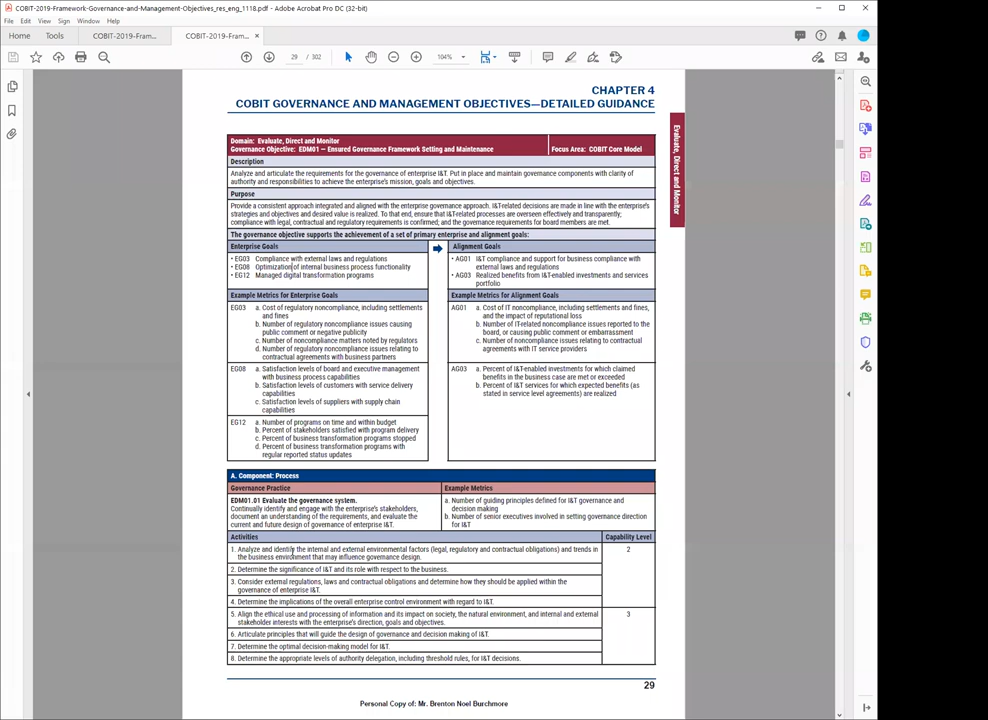 COBIT-2019-Framework-Governance-and-Management-Objectives_res_eng_1118.pdf - Adobe Acrobat Pro DC (32-bit)
File Edit View Sign Window Help
Home Tools COBIT-2019-Fram... COBIT-2019-Fram... ×
29 / 302 104%
CHAPTER 4
COBIT GOVERNANCE AND MANAGEMENT OBJECTIVES—DETAILED GUIDANCE
Evaluate, Direct and Monitor
Domain: Evaluate, Direct and Monitor
Governance Objective: EDM01 — Ensured Governance Framework Setting and Maintenance Focus Area: COBIT Core Model
Description
Analyze and articulate the requirements for the governance of enterprise I&T. Put in place and maintain governance components with clarity of
authority and responsibilities to achieve the enterprise's mission, goals and objectives.
Purpose
Provide a consistent approach integrated and aligned with the enterprise governance approach. I&T-related decisions are made in line with the enterprise's
strategies and objectives and desired value is realized. To that end, ensure that I&T-related processes are overseen effectively and transparently;
compliance with legal, contractual and regulatory requirements is confirmed; and the governance requirements for board members are met.
The governance objective supports the achievement of a set of primary enterprise and alignment goals:
Enterprise Goals
• EG03 Compliance with external laws and regulations
• EG08 Optimization of internal business process functionality
• EG12 Managed digital transformation programs
Alignment Goals
• AG01 I&T compliance and support for business compliance with
external laws and regulations
• AG03 Realized benefits from I&T-enabled investments and services
portfolio
Example Metrics for Enterprise Goals
EG03 a. Cost of regulatory noncompliance, including settlements
and fines
b. Number of regulatory noncompliance issues causing
public comment or negative publicity
c. Number of noncompliance matters noted by regulators
d. Number of regulatory noncompliance issues relating to
contractual agreements with business partners
EG08 a. Satisfaction levels of board and executive management
with business process capabilities
b. Satisfaction levels of customers with service delivery
capabilities
c. Satisfaction levels of suppliers with supply chain
capabilities
EG12 a. Number of programs on time and within budget
b. Percent of stakeholders satisfied with program delivery
c. Percent of business transformation programs stopped
d. Percent of business transformation programs with
regular reported status updates
Example Metrics for Alignment Goals
AG01 a. Cost of IT noncompliance, including settlements and fines,
and the impact of reputational loss
b. Number of IT-related noncompliance issues reported to the
board, or causing public comment or embarrassment
c. Number of noncompliance issues relating to contractual
agreements with IT service providers
AG03 a. Percent of I&T-enabled investments for which claimed
benefits in the business case are met or exceeded
b. Percent of I&T services for which expected benefits (as
stated in service level agreements) are realized
A. Component: Process
Governance Practice
EDM01.01 Evaluate the governance system.
Continually identify and engage with the enterprise's stakeholders,
document an understanding of the requirements, and evaluate the
current and future design of governance of enterprise I&T.
Example Metrics
a. Number of guiding principles defined for I&T governance and
decision making
b. Number of senior executives involved in setting governance direction
for I&T
Activities Capability Level
1. Analyze and identify the internal and external environmental factors (legal, regulatory and contractual obligations) and trends in
the business environment that may influence governance design.
2
2. Determine the significance of I&T and its role with respect to the business.
3. Consider external regulations, laws and contractual obligations and determine how they should be applied within the
governance of enterprise I&T.
4. Determine the implications of the overall enterprise control environment with regard to I&T.
5. Align the ethical use and processing of information and its impact on society, the natural environment, and internal and external
stakeholder interests with the enterprise's direction, goals and objectives.
3
6. Articulate principles that will guide the design of governance and decision making of I&T.
7. Determine the optimal decision-making model for I&T.
8. Determine the appropriate levels of authority delegation, including threshold rules, for I&T decisions.
29
Personal Copy of: Mr. Brenton Noel Burchmore